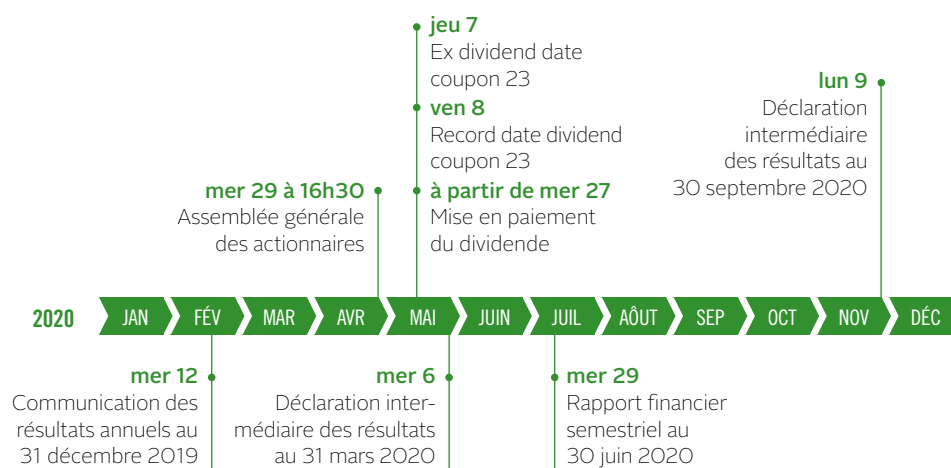 jeu 7
Ex dividend date
coupon 23
ven 8
Record date dividend
coupon 23
à partir de mer 27
Mise en paiement
du dividende
mer 29 à 16h30
Assemblée générale
des actionnaires
lun 9
Déclaration
intermédiaire
des résultats au
30 septembre 2020
2020 JAN FÉV MAR AVR MAI JUIN JUIL AÔUT SEP OCT NOV DÉC
mer 12
Communication des
résultats annuels au
31 décembre 2019
mer 6
Déclaration inter-
médiaire des résultats
au 31 mars 2020
mer 29
Rapport financier
semestriel au
30 juin 2020